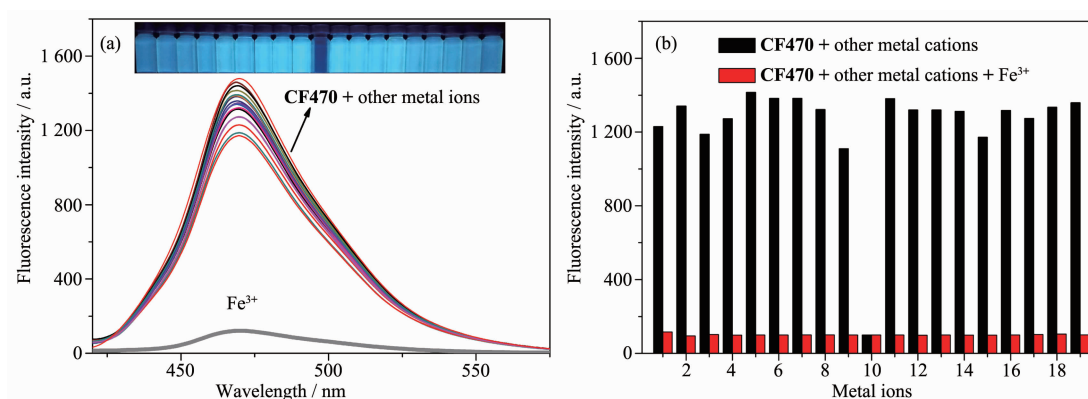 (a)
CF470 + other metal ions
Fe³⁺
Fluorescence intensity / a.u.
1 600
1 200
800
400
0
450
500
550
Wavelength / nm
(b)
CF470 + other metal cations
CF470 + other metal cations + Fe³⁺
Fluorescence intensity / a.u.
1 600
1 200
800
400
0
2 4 6 8 10 12 14 16 18
Metal ions